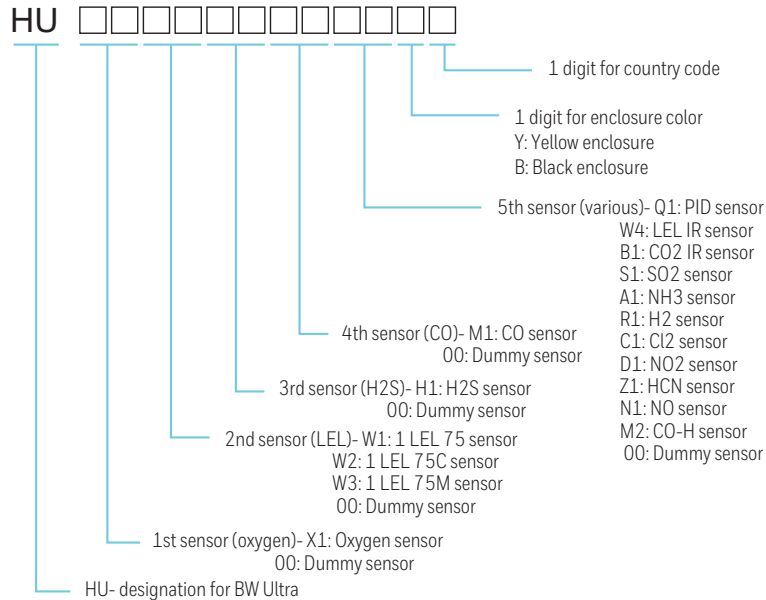 HU □□□□□□□□□□□□
1 digit for country code
1 digit for enclosure color
Y: Yellow enclosure
B: Black enclosure
5th sensor (various)- Q1: PID sensor
W4: LEL IR sensor
B1: CO2 IR sensor
S1: SO2 sensor
A1: NH3 sensor
R1: H2 sensor
C1: Cl2 sensor
D1: NO2 sensor
Z1: HCN sensor
N1: NO sensor
M2: CO-H sensor
00: Dummy sensor
4th sensor (CO)- M1: CO sensor
00: Dummy sensor
3rd sensor (H2S)- H1: H2S sensor
00: Dummy sensor
2nd sensor (LEL)- W1: 1 LEL 75 sensor
W2: 1 LEL 75C sensor
W3: 1 LEL 75M sensor
00: Dummy sensor
1st sensor (oxygen)- X1: Oxygen sensor
00: Dummy sensor
HU- designation for BW Ultra